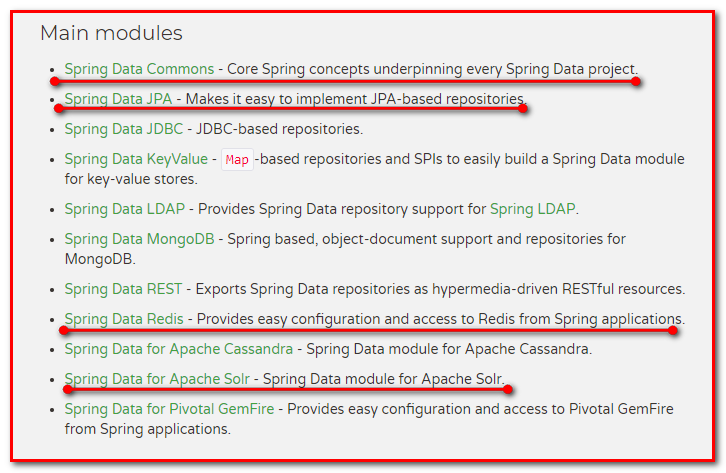 Main modules
Spring Data Commons - Core Spring concepts underpinning every Spring Data project.
Spring Data JPA - Makes it easy to implement JPA-based repositories.
Spring Data JDBC - JDBC-based repositories.
Spring Data KeyValue - Map -based repositories and SPIs to easily build a Spring Data module
for key-value stores.
Spring Data LDAP - Provides Spring Data repository support for Spring LDAP.
Spring Data MongoDB - Spring based, object-document support and repositories for
MongoDB.
Spring Data REST - Exports Spring Data repositories as hypermedia-driven RESTful resources.
Spring Data Redis - Provides easy configuration and access to Redis from Spring applications.
Spring Data for Apache Cassandra - Spring Data module for Apache Cassandra.
Spring Data for Apache Solr - Spring Data module for Apache Solr.
Spring Data for Pivotal GemFire - Provides easy configuration and access to Pivotal GemFire
from Spring applications.